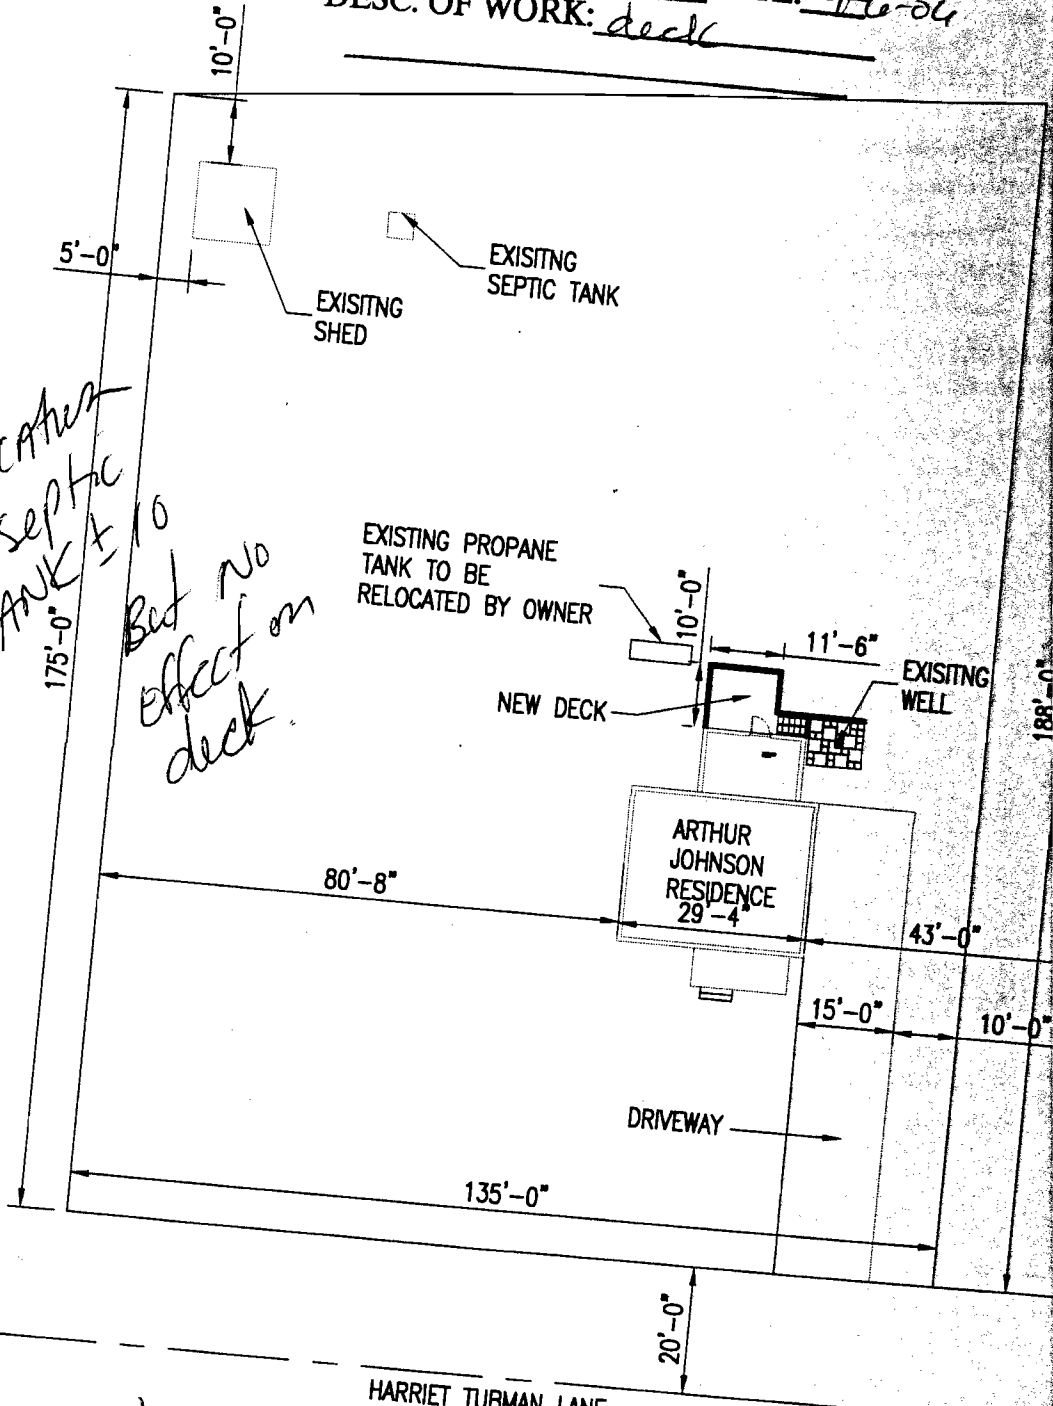 DESC. OF WORK: deck
10'-0"
5'-0"
EXISITNG
SEPTIC TANK
EXISITNG
SHED
septic
± 10
But no
effect on
deck
175'-0"
EXISTING PROPANE
TANK TO BE
RELOCATED BY OWNER
10'-0"
11'-6"
EXISITNG
WELL
NEW DECK
188'-0"
ARTHUR
JOHNSON
RESIDENCE
80'-8"
29'-4"
43'-0"
15'-0"
10'-0"
DRIVEWAY
135'-0"
20'-0"
HARRIET TUBMAN LANE